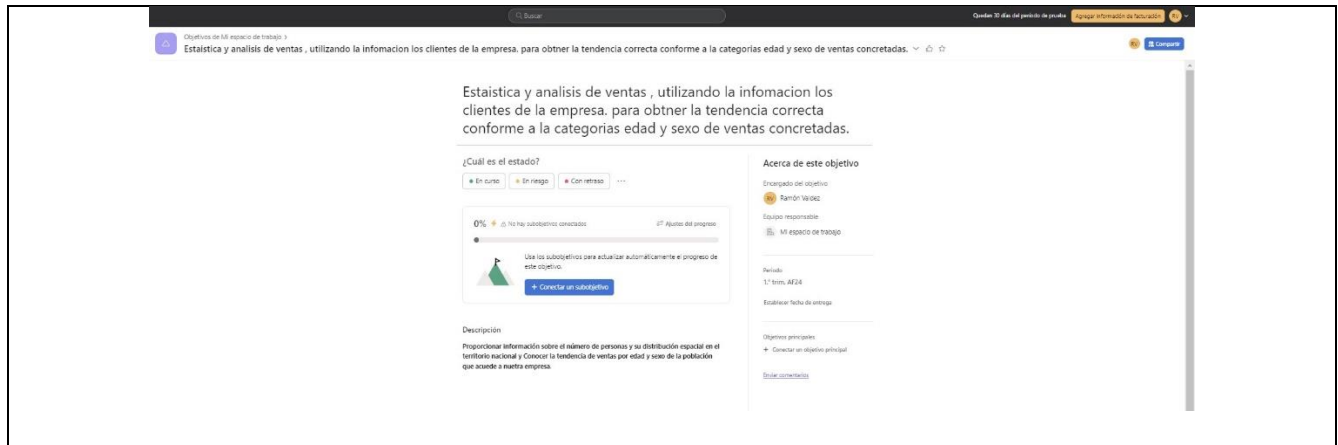 Buscar
Quedan 30 días del periodo de prueba
Agregar información de facturación
RV
Objetivos de Mi espacio de trabajo >
Estaistica y analisis de ventas , utilizando la infomacion los clientes de la empresa. para obtner la tendencia correcta conforme a la categorias edad y sexo de ventas concretadas.
RV
Compartir
Estaistica y analisis de ventas , utilizando la infomacion los
clientes de la empresa. para obtner la tendencia correcta
conforme a la categorias edad y sexo de ventas concretadas.
¿Cuál es el estado?
En curso
En riesgo
Con retraso
...
0%
No hay subobjetivos conectados
Ajustes del progreso
Usa los subobjetivos para actualizar automáticamente el progreso de
este objetivo.
+ Conectar un subobjetivo
Descripción
Proporcionar información sobre el número de personas y su distribución espacial en el
territorio nacional y Conocer la tendencia de ventas por edad y sexo de la población
que acuede a nuetra empresa.
Acerca de este objetivo
Encargado del objetivo
RV
Ramón Valdez
Equipo responsable
Mi espacio de trabajo
Período
1.° trim. AF24
Establecer fecha de entrega
Objetivos principales
+ Conectar un objetivo principal
Enviar comentarios